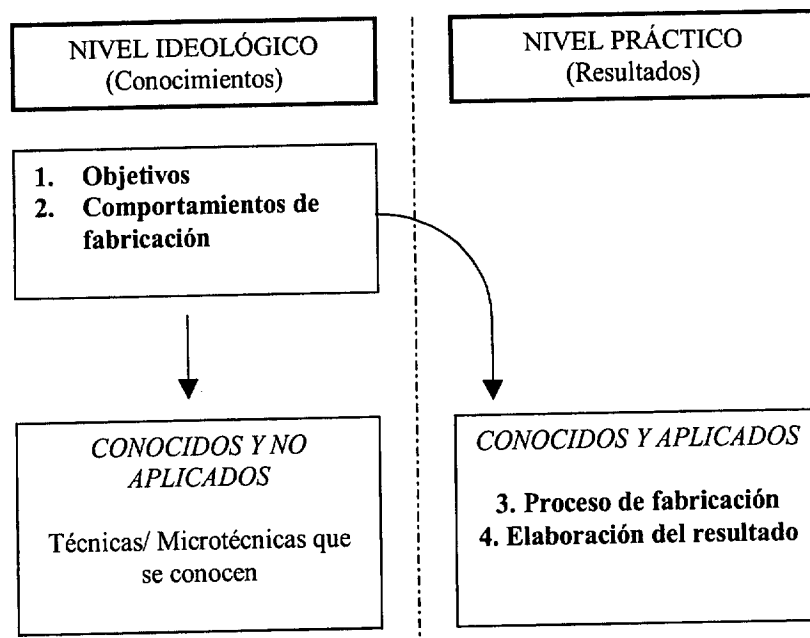 NIVEL IDEOLÓGICO
(Conocimientos)
NIVEL PRÁCTICO
(Resultados)
1. Objetivos
2. Comportamientos de
fabricación
CONOCIDOS Y NO
APLICADOS
Técnicas/ Microtécnicas que
se conocen
CONOCIDOS Y APLICADOS
3. Proceso de fabricación
4. Elaboración del resultado